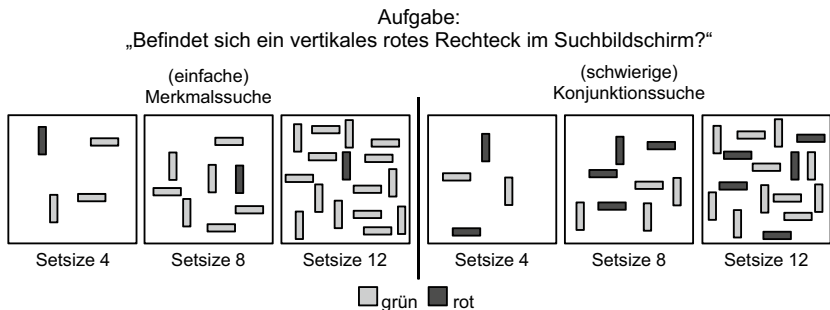 Aufgabe:
„Befindet sich ein vertikales rotes Rechteck im Suchbildschirm?“
(einfache)
Merkmalssuche
(schwierige)
Konjunktionssuche
Setsize 4
Setsize 8
Setsize 12
Setsize 4
Setsize 8
Setsize 12
grün rot